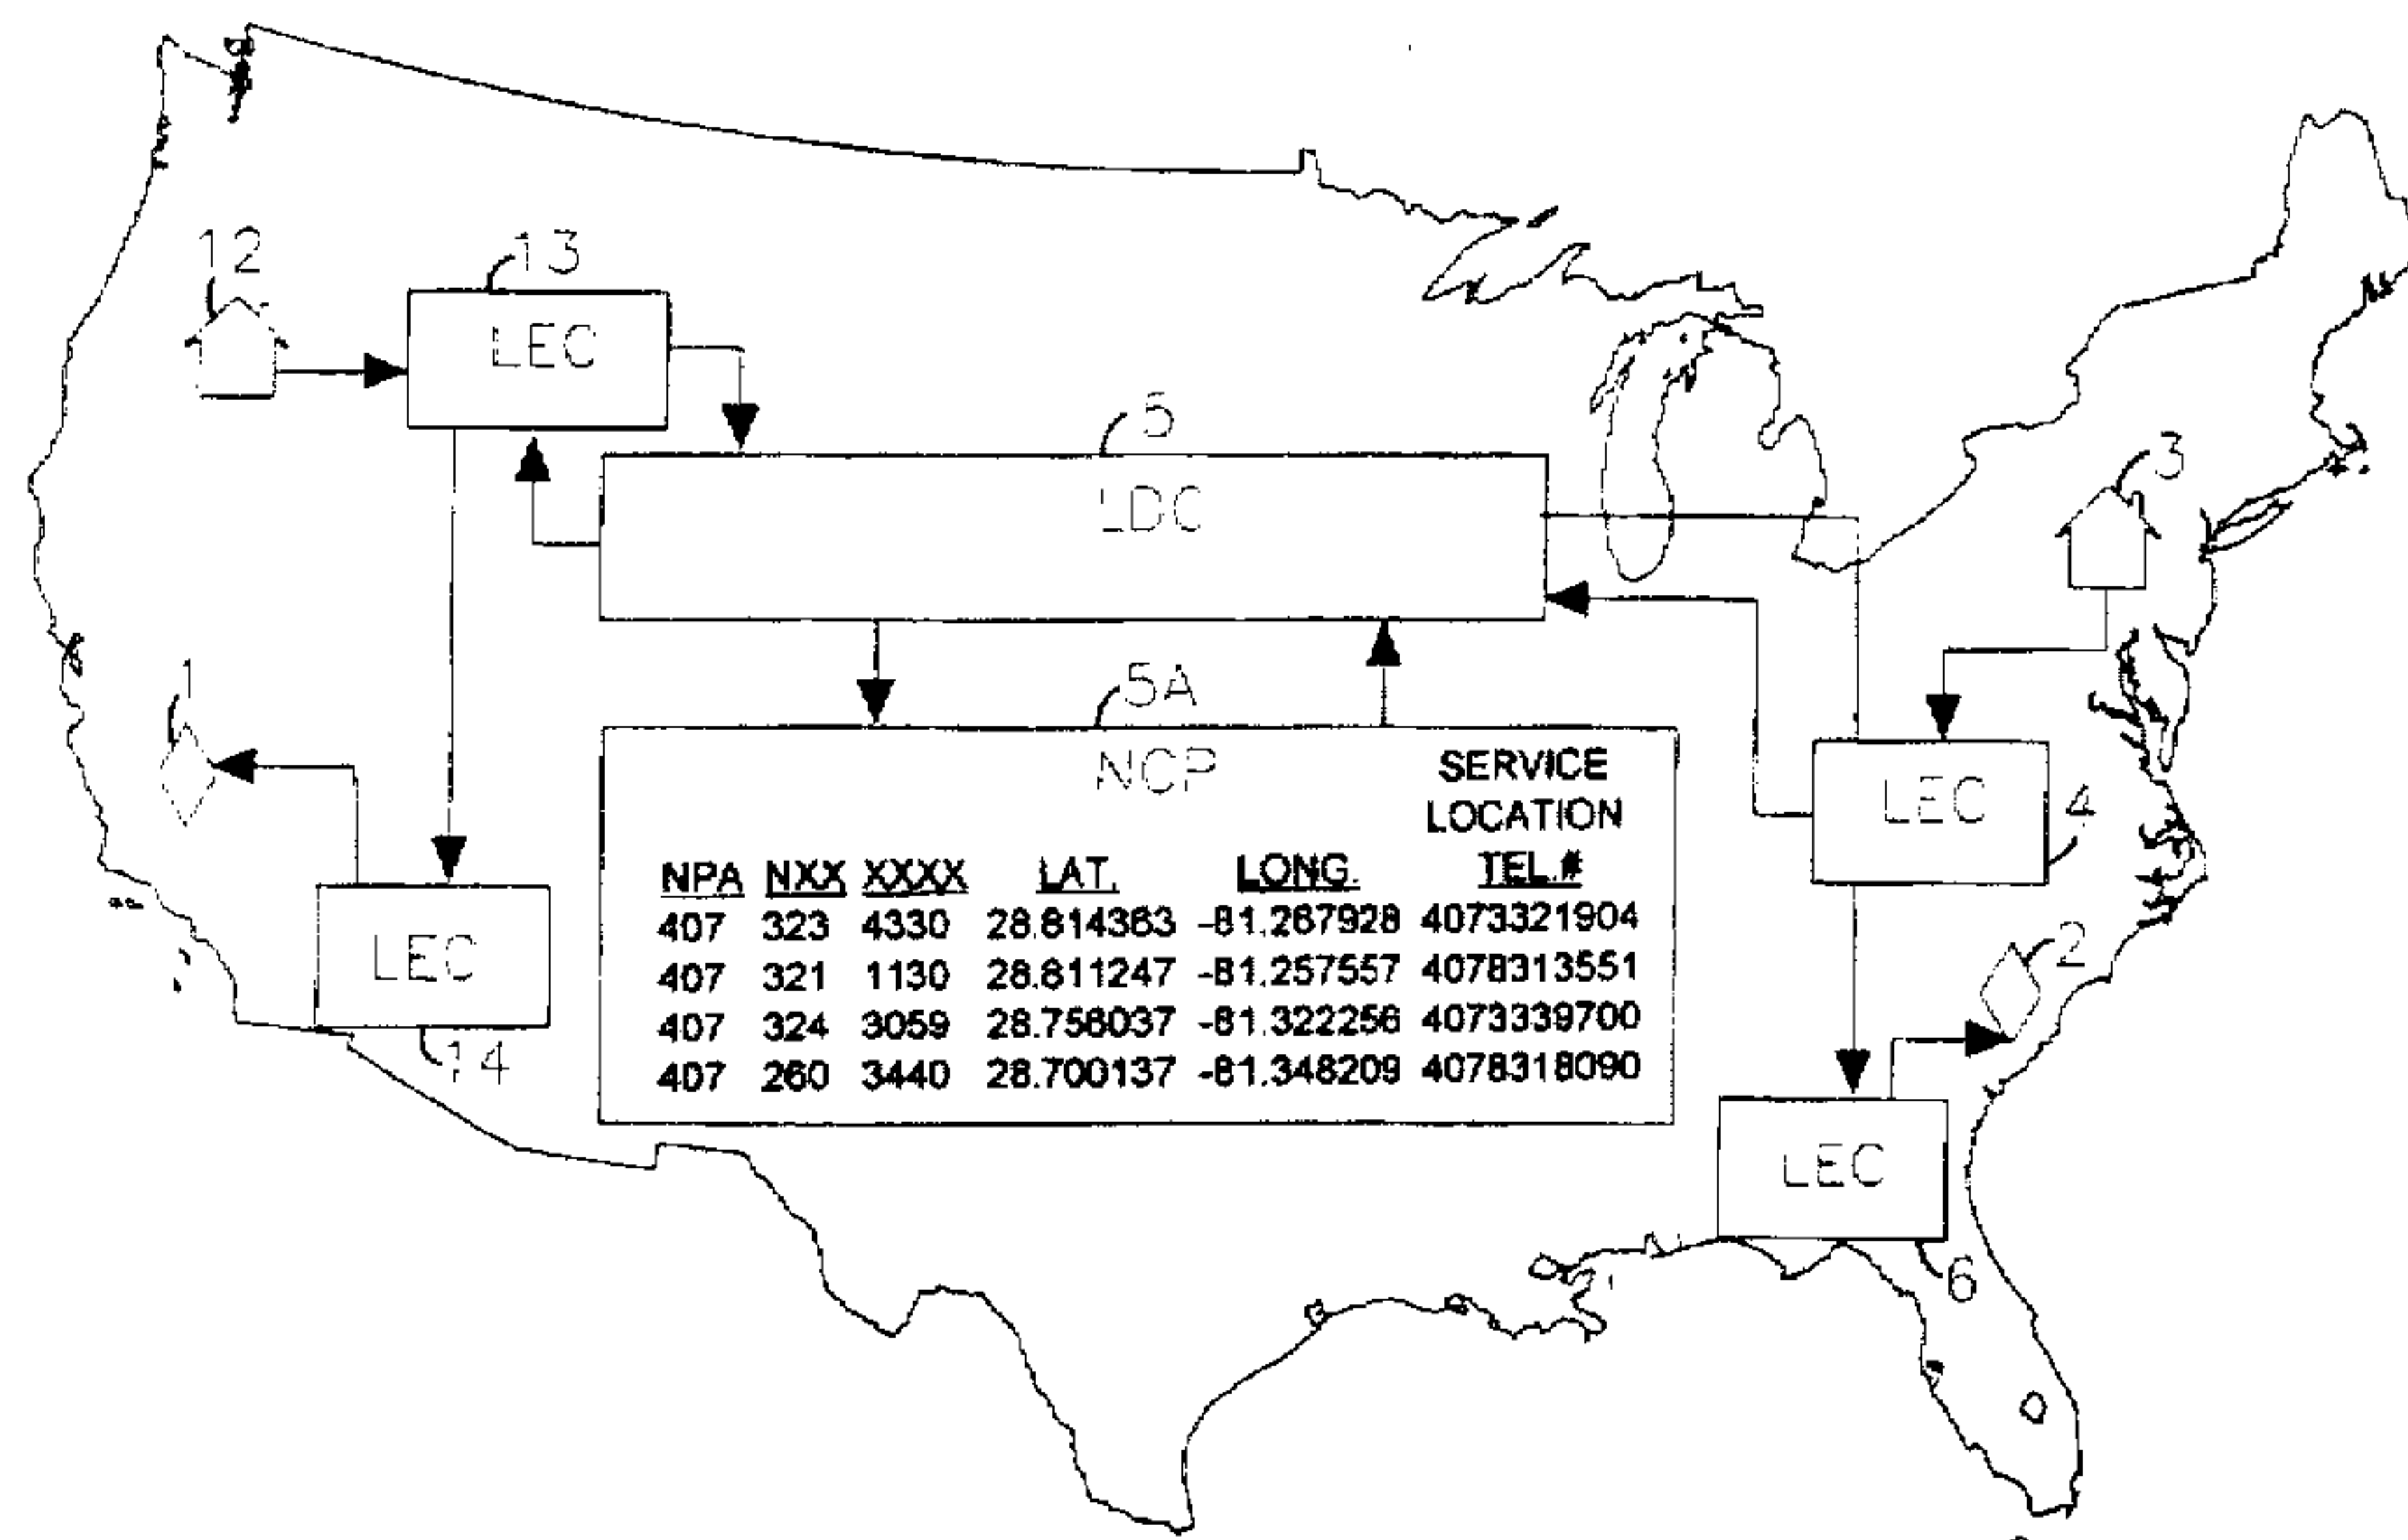 12
13
LEC
5
LDC
3
1
5A
NCP
SERVICE
LOCATION
NPA NXX XXXX LAT. LONG. TEL.#
407 323 4330 28.814363 -81.267928 4073321904
407 321 1130 28.811247 -81.257557 4078313551
407 324 3059 28.758037 -81.322256 4073339700
407 260 3440 28.700137 -81.348209 4078318090
LEC
4
LEC
14
2
LEC
6